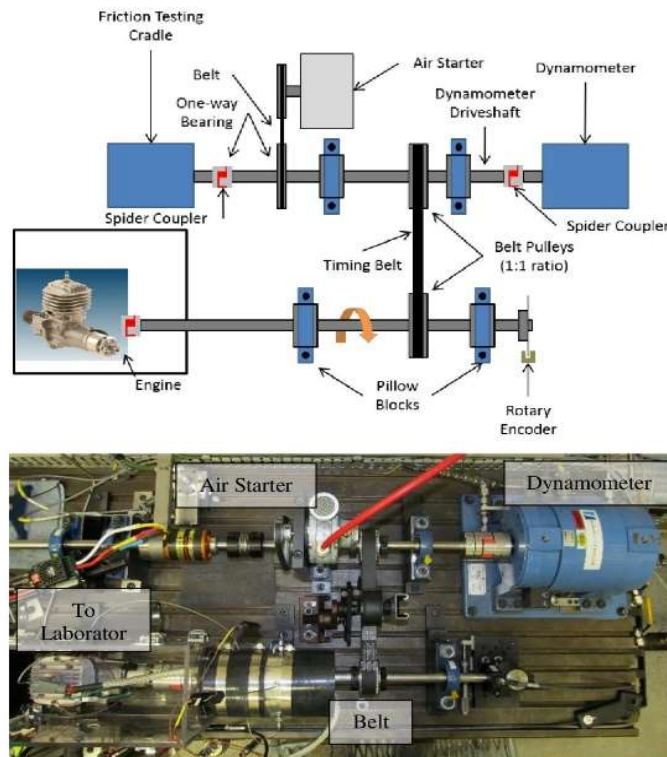 Friction Testing
Cradle
Belt
Air Starter
Dynamometer
One-way
Bearing
Dynamometer
Driveshaft
Spider Coupler
Spider Coupler
Timing Belt
Belt Pulleys
(1:1 ratio)
Engine
Pillow
Blocks
Rotary
Encoder
Air Starter
Dynamometer
To
Laborator
Belt